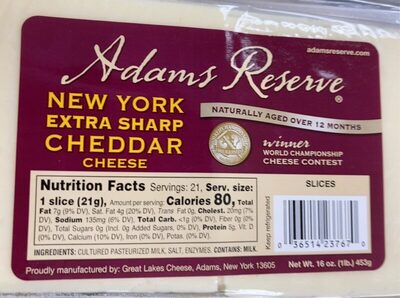 adamsreserve.com
Adams Reserve®
NEW YORK
EXTRA SHARP
CHEDDAR
CHEESE
NATURALLY AGED OVER 12 MONTHS
winner
WORLD CHAMPIONSHIP
CHEESE CONTEST
Nutrition Facts Servings: 21, Serv. size:
1 slice (21g), Amount per serving: Calories 80, Total
Fat 7g (9% DV), Sat. Fat 4g (20% DV), Trans Fat 0g, Cholest. 20mg (7%
DV), Sodium 135mg (6% DV), Total Carb. <1g (0% DV), Fiber 0g (0%
DV), Total Sugars 0g (Incl. 0g Added Sugars, 0% DV), Protein 5g, Vit. D
(0% DV), Calcium (10% DV), Iron (0% DV), Potas. (0% DV).
INGREDIENTS: CULTURED PASTEURIZED MILK, SALT, ENZYMES. CONTAINS: MILK.
SLICES
Keep refrigerated
0 36514 23767 0
Proudly manufactured by: Great Lakes Cheese, Adams, New York 13605
Net Wt. 16 oz. (1lb.) 453g